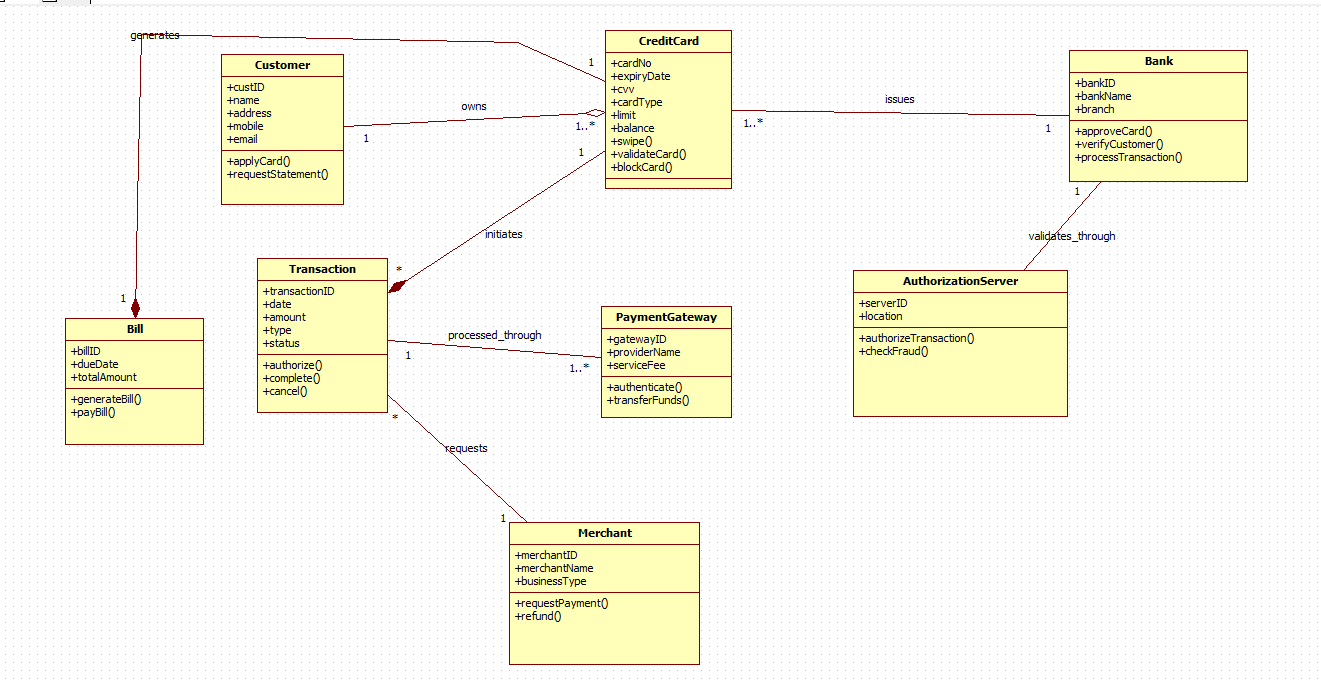 generates
CreditCard
+cardNo
+expiryDate
+cvv
+cardType
+limit
+balance
+swipe()
+validateCard()
+blockCard()
1
1..*
1
1..*
Customer
+custID
+name
+address
+mobile
+email
+applyCard()
+requestStatement()
owns
1
issues
1
Bank
+bankID
+bankName
+branch
+approveCard()
+verifyCustomer()
+processTransaction()
1
validates_through
initiates
*
Transaction
+transactionID
+date
+amount
+type
+status
+authorize()
+complete()
+cancel()
AuthorizationServer
+serverID
+location
+authorizeTransaction()
+checkFraud()
1
Bill
+billID
+dueDate
+totalAmount
+generateBill()
+payBill()
processed_through
1
1..*
PaymentGateway
+gatewayID
+providerName
+serviceFee
+authenticate()
+transferFunds()
*
requests
1
Merchant
+merchantID
+merchantName
+businessType
+requestPayment()
+refund()